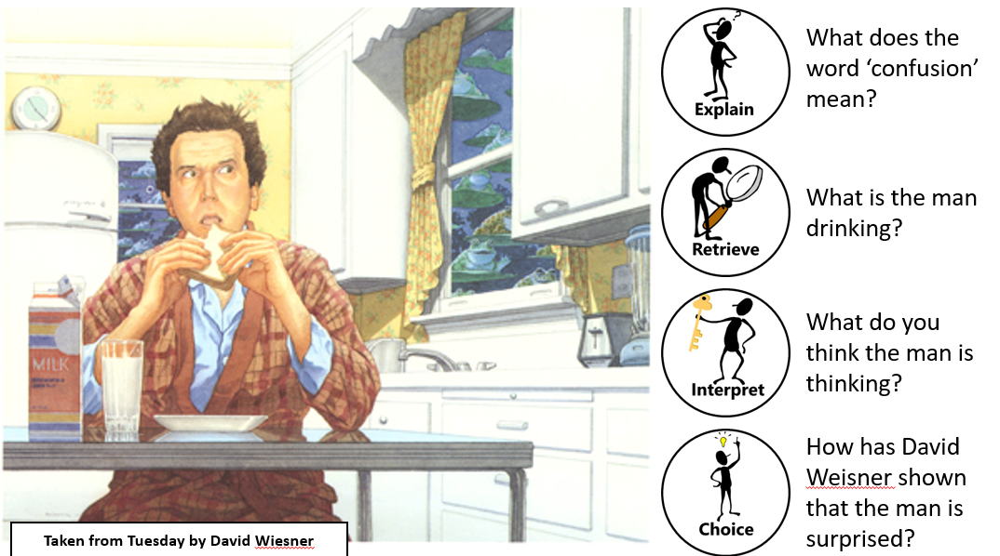 MILK
Taken from Tuesday by David Wiesner
Explain
What does the
word ‘confusion’
mean?
Retrieve
What is the man
drinking?
Interpret
What do you
think the man is
thinking?
Choice
How has David
Weisner shown
that the man is
surprised?